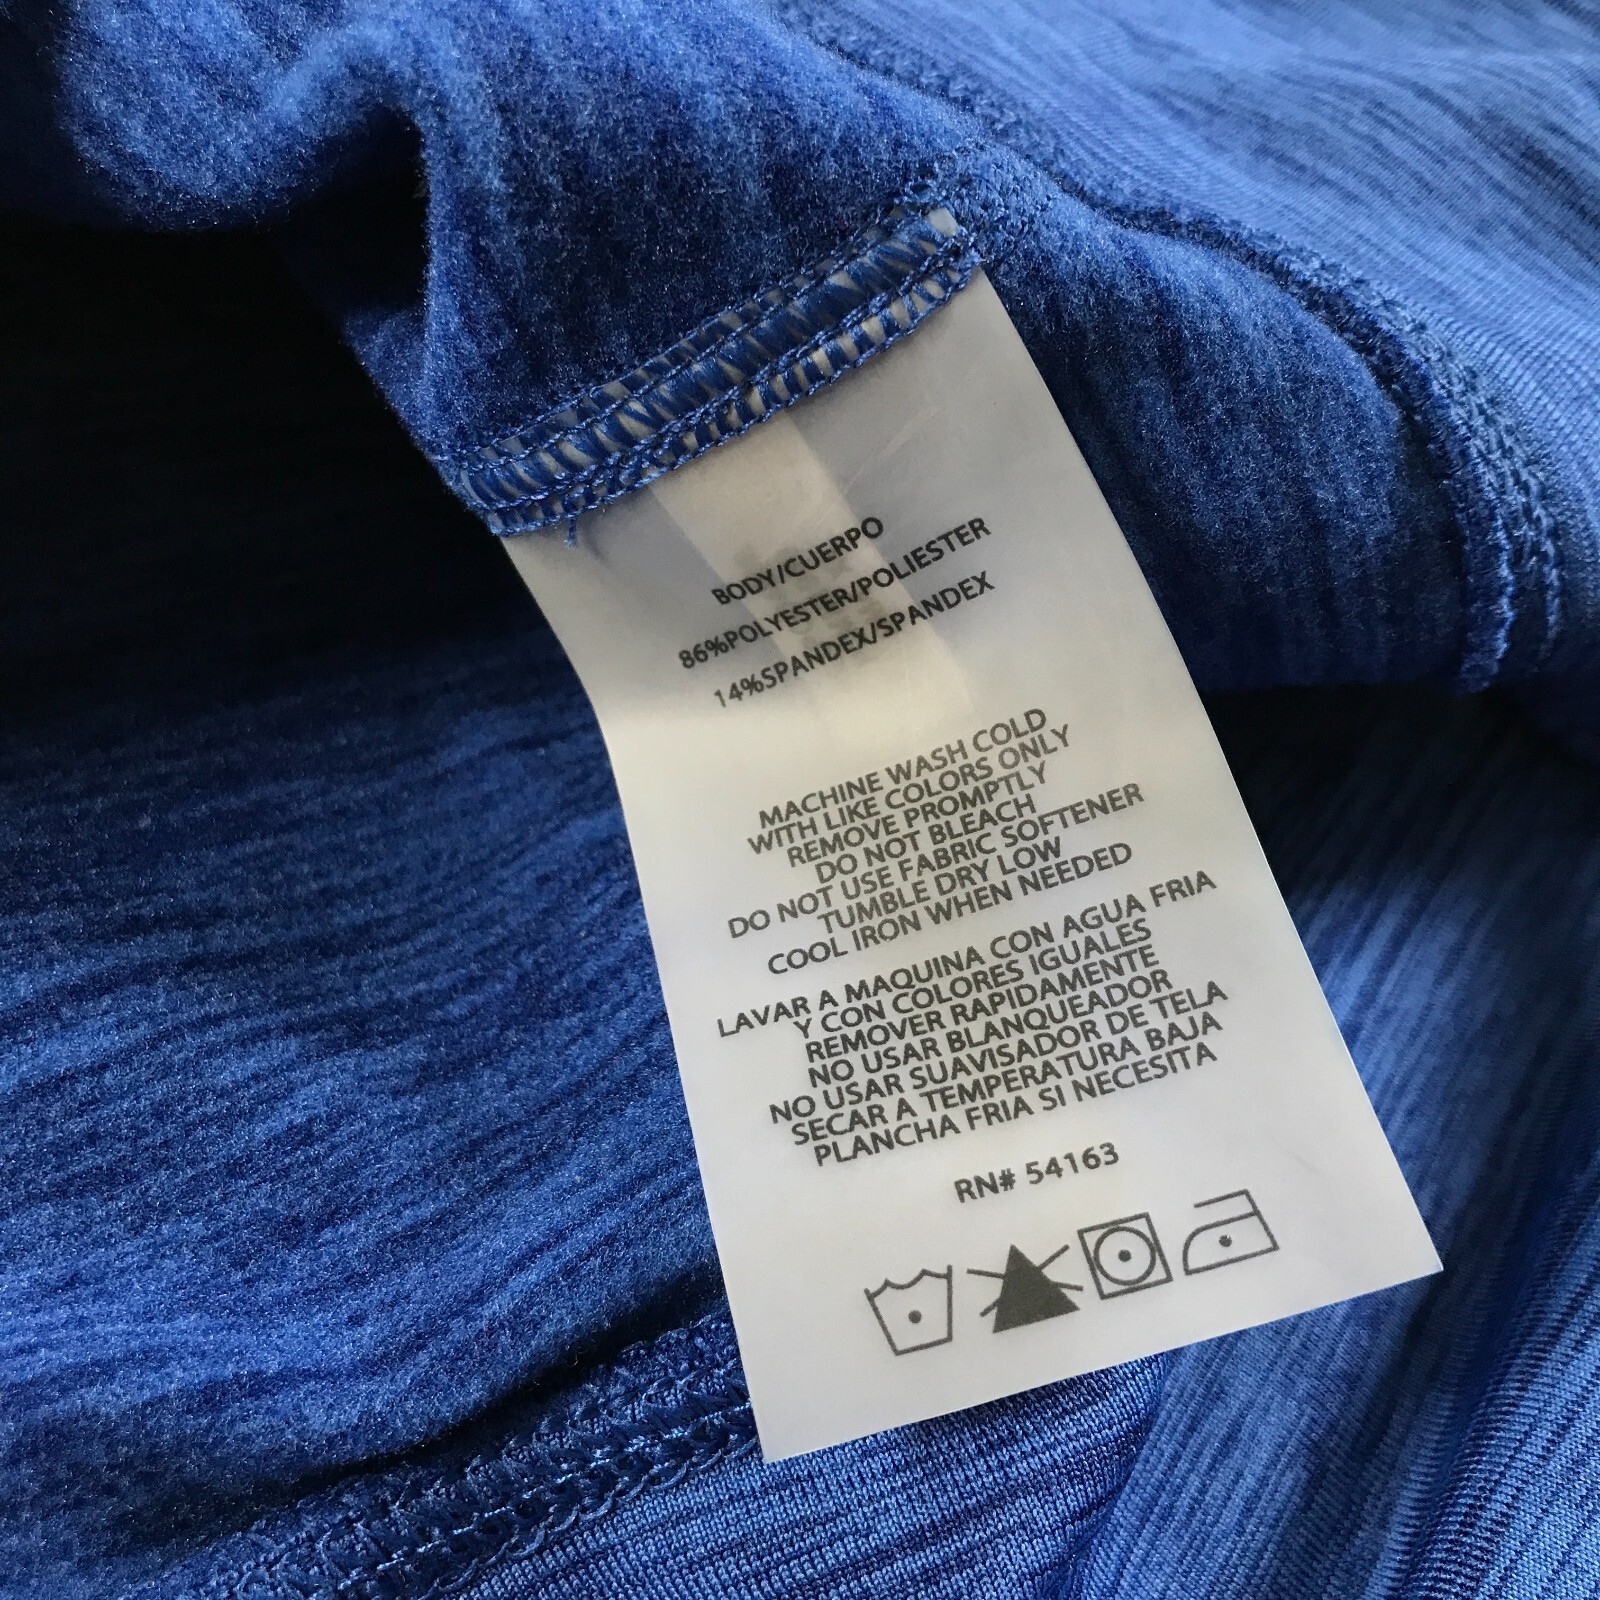 BODY/CUERPO
86%POLYESTER/POLIESTER
14%SPANDEX/SPANDEX
MACHINE WASH COLD
WITH LIKE COLORS ONLY
REMOVE PROMPTLY
DO NOT BLEACH
DO NOT USE FABRIC SOFTENER
TUMBLE DRY LOW
COOL IRON WHEN NEEDED
LAVAR A MAQUINA CON AGUA FRIA
Y CON COLORES IGUALES
REMOVER RAPIDAMENTE
NO USAR BLANQUEADOR
NO USAR SUAVISADOR DE TELA
SECAR A TEMPERATURA BAJA
PLANCHA FRIA SI NECESITA
RN# 54163